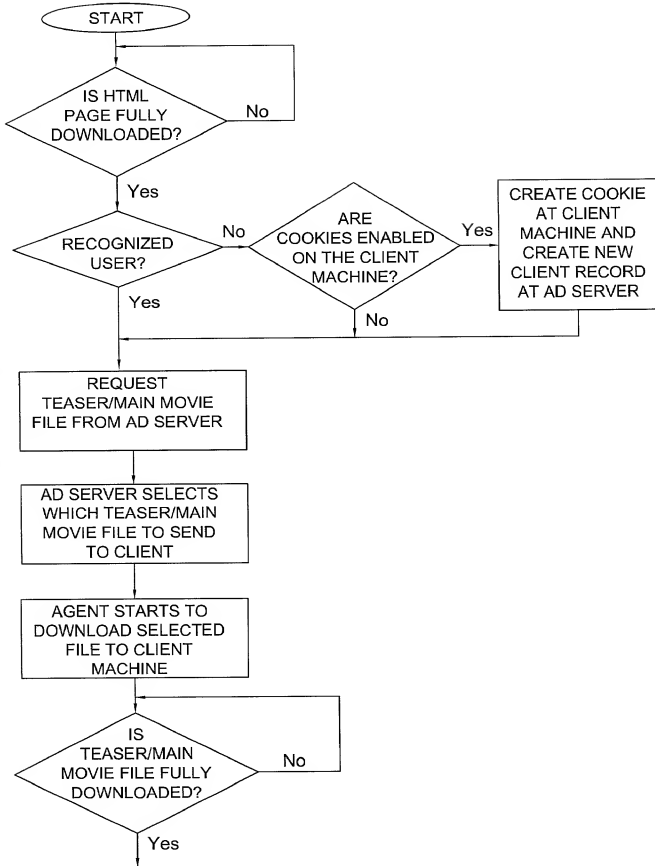 START
IS HTML
PAGE FULLY
DOWNLOADED?
No
Yes
RECOGNIZED
USER?
No
Yes
ARE
COOKIES ENABLED
ON THE CLIENT
MACHINE?
Yes
No
CREATE COOKIE
AT CLIENT
MACHINE AND
CREATE NEW
CLIENT RECORD
AT AD SERVER
REQUEST
TEASER/MAIN MOVIE
FILE FROM AD SERVER
AD SERVER SELECTS
WHICH TEASER/MAIN
MOVIE FILE TO SEND
TO CLIENT
AGENT STARTS TO
DOWNLOAD SELECTED
FILE TO CLIENT
MACHINE
IS
TEASER/MAIN
MOVIE FILE FULLY
DOWNLOADED?
No
Yes